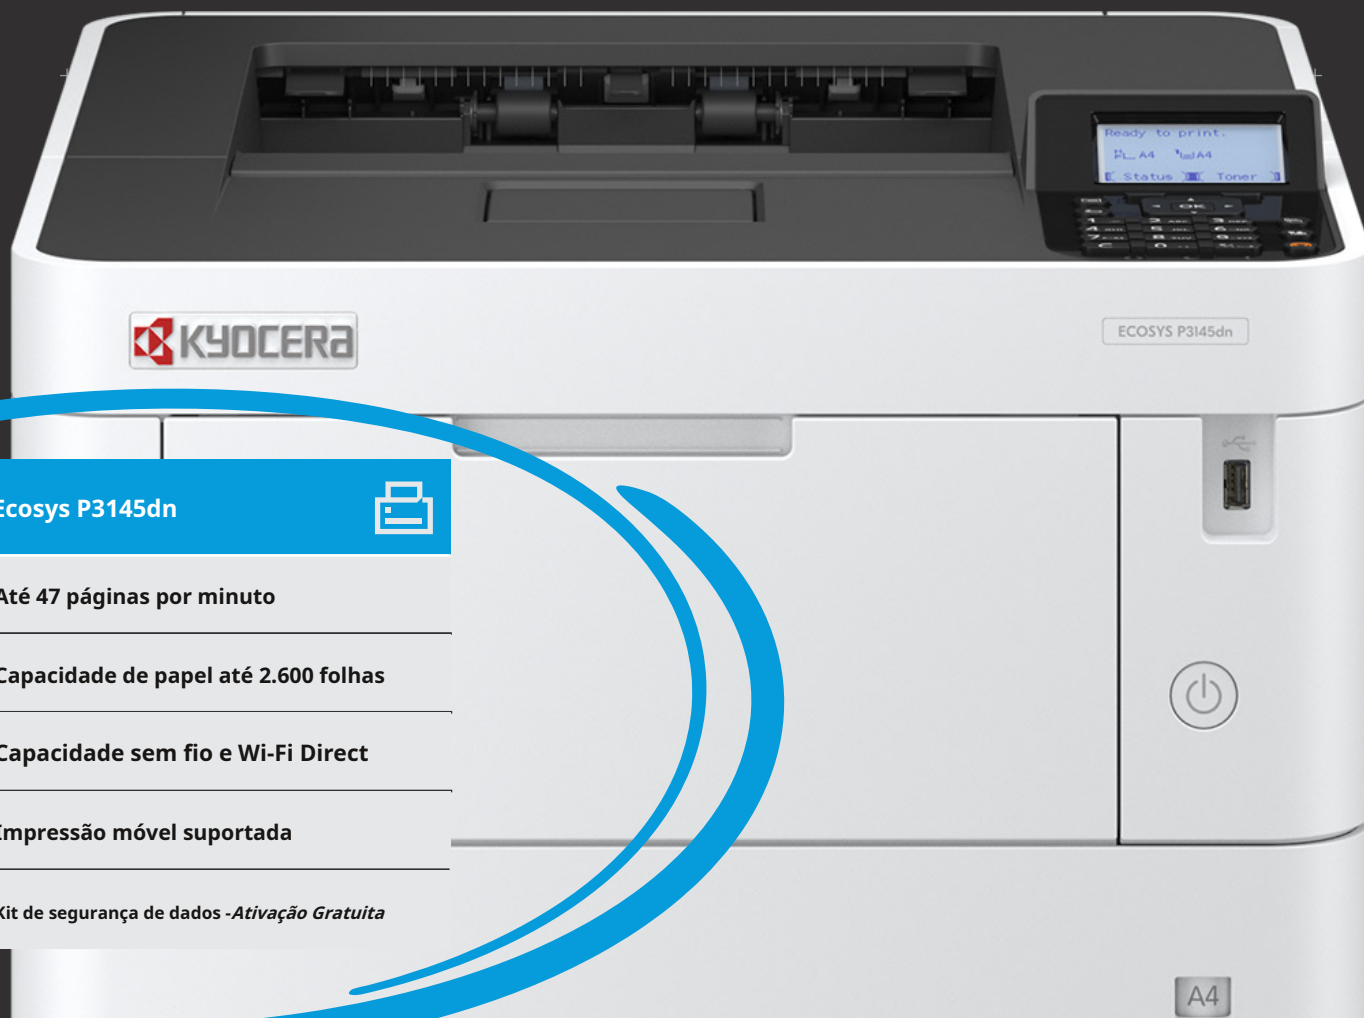 Ready to print.
A4 A4
Status Toner
OK
KYOCERA
ECOSYS P3145dn
Ecosys P3145dn
Até 47 páginas por minuto
Capacidade de papel até 2.600 folhas
Capacidade sem fio e Wi-Fi Direct
Impressão móvel suportada
Kit de segurança de dados -Ativação Gratuita
A4